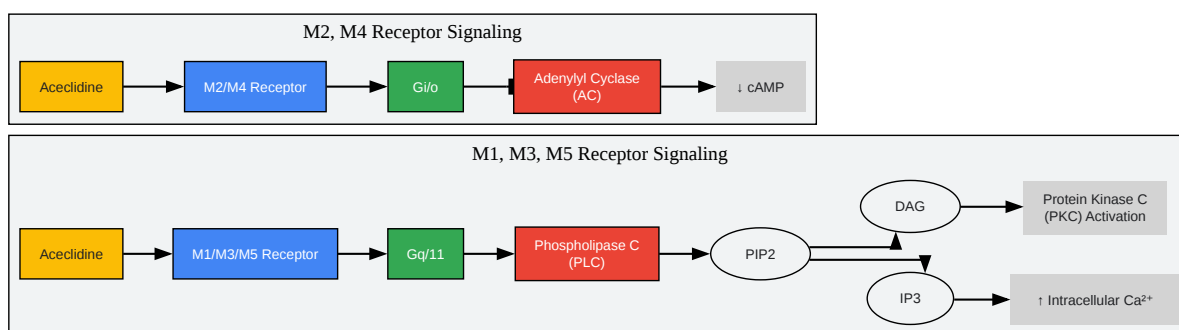 M2, M4 Receptor Signaling
Aceclidine
M2/M4 Receptor
Gi/o
Adenylyl Cyclase
(AC)
↓ cAMP
M1, M3, M5 Receptor Signaling
Aceclidine
M1/M3/M5 Receptor
Gq/11
Phospholipase C
(PLC)
PIP2
DAG
Protein Kinase C
(PKC) Activation
IP3
↑ Intracellular Ca²⁺